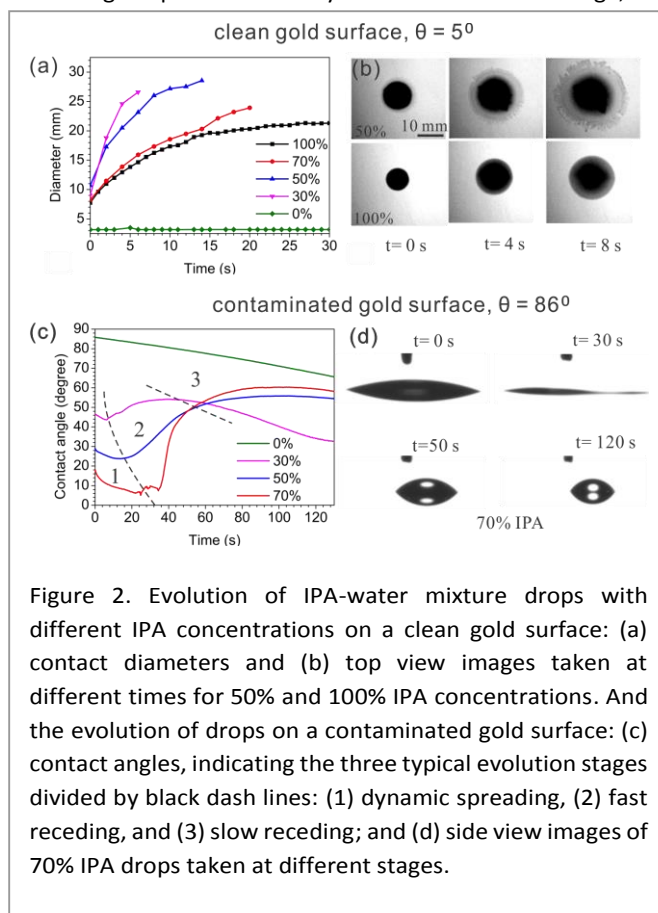 clean gold surface, θ = 5⁰
(a)
30
25
20
15
10
5
Diameter (mm)
100%
70%
50%
30%
0%
0 5 10 15 20 25 30
Time (s)
(b)
50%
10 mm
100%
t= 0 s t= 4 s t= 8 s
contaminated gold surface, θ = 86⁰
(c)
90
80
70
60
50
40
30
20
10
0
Contact angle (degree)
1
2
3
0%
30%
50%
70%
0 20 40 60 80 100 120
Time (s)
(d)
t= 0 s t= 30 s
t=50 s t= 120 s
70% IPA
Figure 2. Evolution of IPA-water mixture drops with
different IPA concentrations on a clean gold surface: (a)
contact diameters and (b) top view images taken at
different times for 50% and 100% IPA concentrations. And
the evolution of drops on a contaminated gold surface: (c)
contact angles, indicating the three typical evolution stages
divided by black dash lines: (1) dynamic spreading, (2) fast
receding, and (3) slow receding; and (d) side view images of
70% IPA drops taken at different stages.